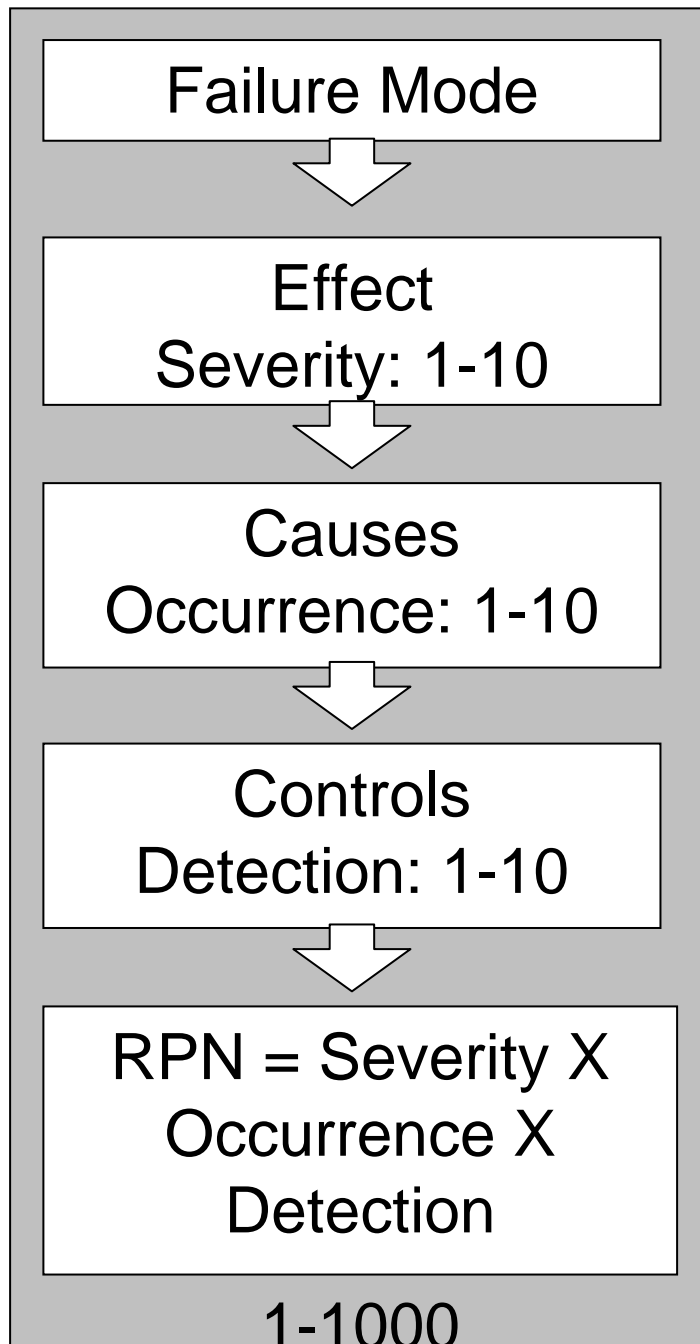 Failure Mode
Effect
Severity: 1-10
Causes
Occurrence: 1-10
Controls
Detection: 1-10
RPN = Severity X
Occurrence X
Detection
1-1000